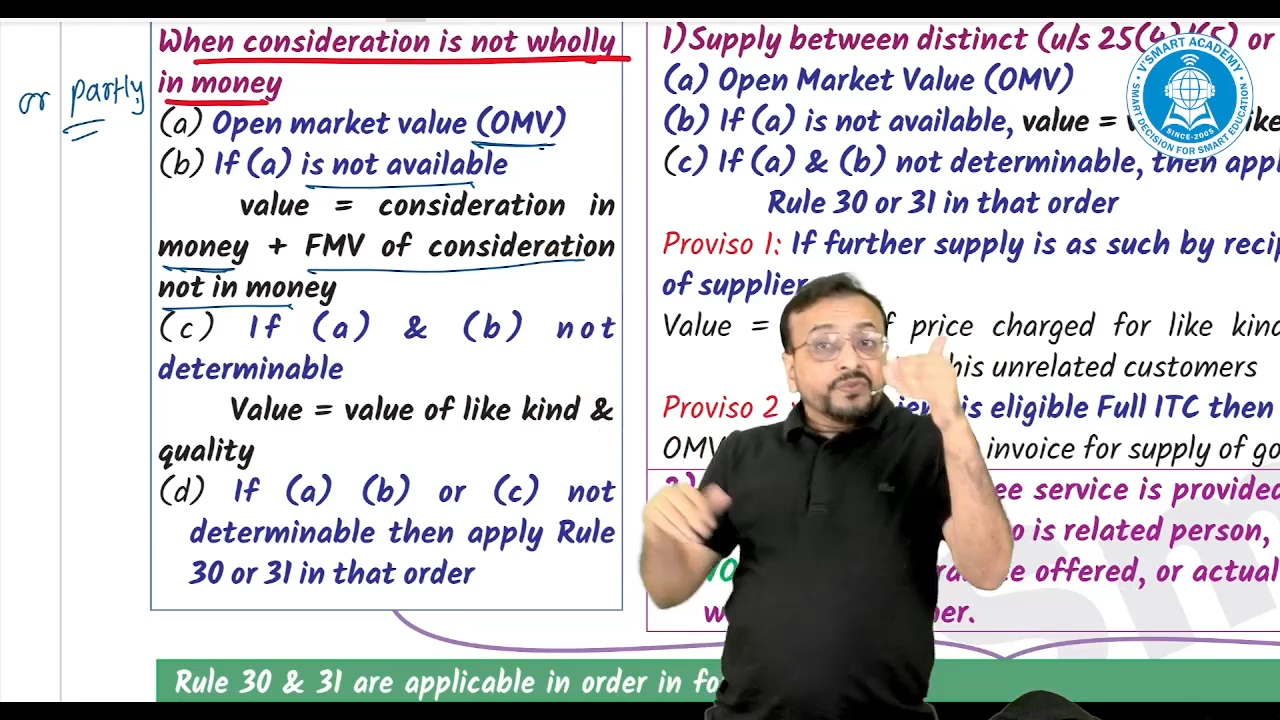 or partly
When consideration is not wholly
in money
(a) Open market value (OMV)
(b) If (a) is not available
value = consideration in
money + FMV of consideration
not in money
(c) If (a) & (b) not
determinable
Value = value of like kind &
quality
(d) If (a) (b) or (c) not
determinable then apply Rule
30 or 31 in that order
1)Supply between distinct (u/s 25(4)/(5) or
(a) Open Market Value (OMV)
(b) If (a) is not available, value = like
(c) If (a) & (b) not determinable, then
Rule 30 or 31 in that order
Proviso 1: If further supply is as such by
of supplier
Value = of price charged for like kind
his unrelated customers
Proviso 2 is eligible Full ITC then
OMV invoice for supply of
service is provided
is related person,
offered, or actual
Rule 30 & 31 are applicable in order in
V'SMART ACADEMY
SINCE-2005
SMART DECISION FOR SMART EDUCATION